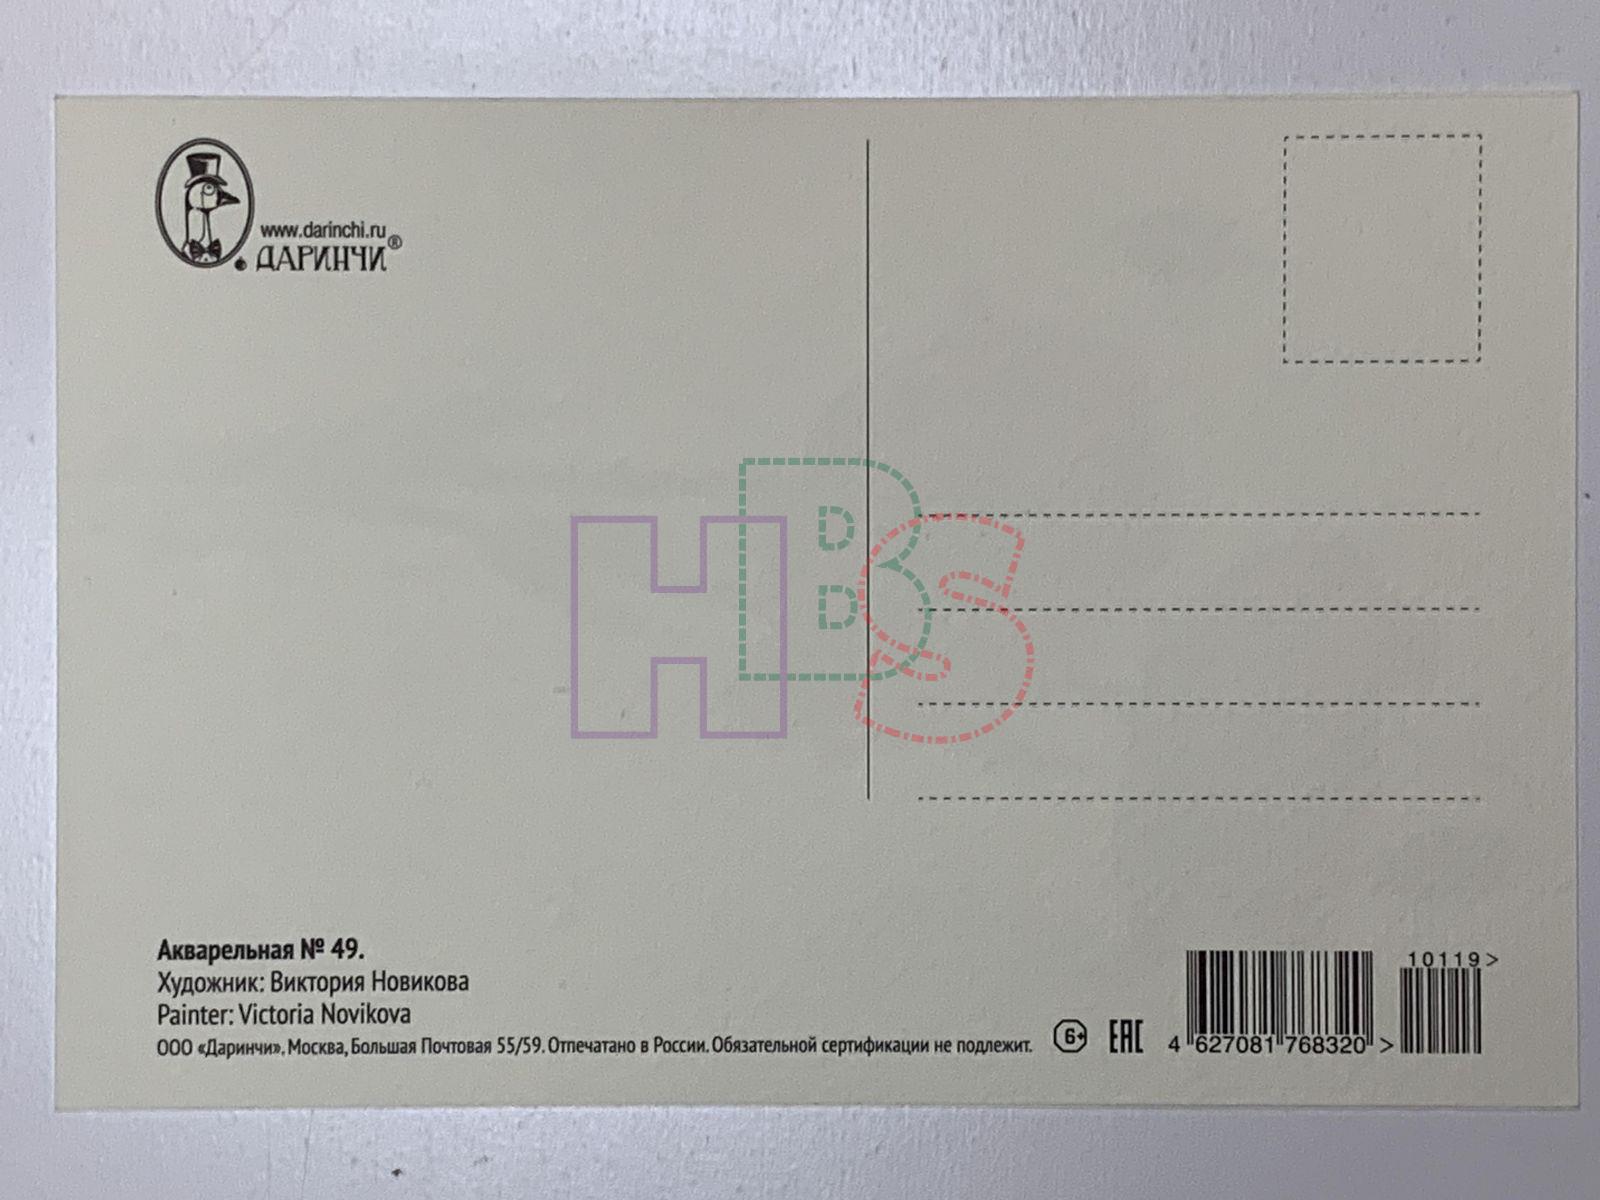 www.darinchi.ru
ДАРИНЧИ®
HBS
Акварельная № 49.
Художник: Виктория Новикова
Painter: Victoria Novikova
ООО «Даринчи». Москва, Большая Почтовая 55/59. Отпечатано в России. Обязательной сертификации не подлежит.
6+
EAC
10119>
4 627081 768320 >